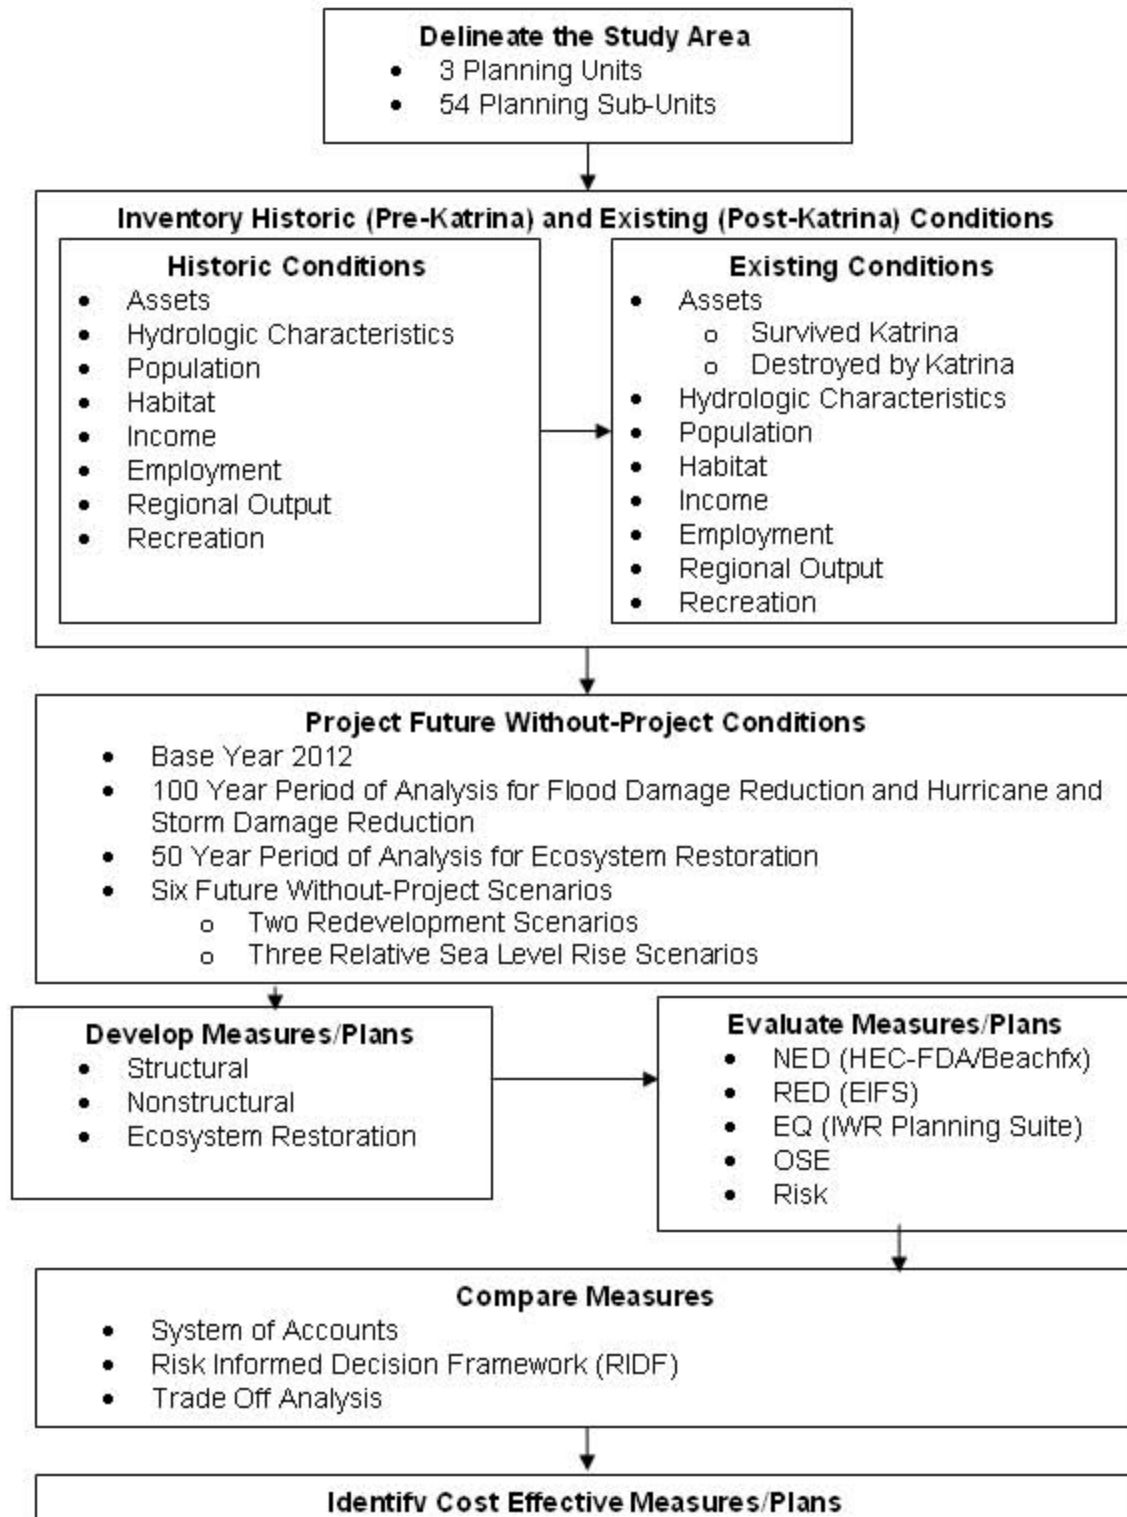 Delineate the Study Area
• 3 Planning Units
• 54 Planning Sub-Units
Inventory Historic (Pre-Katrina) and Existing (Post-Katrina) Conditions
Historic Conditions
• Assets
• Hydrologic Characteristics
• Population
• Habitat
• Income
• Employment
• Regional Output
• Recreation
Existing Conditions
• Assets
o Survived Katrina
o Destroyed by Katrina
• Hydrologic Characteristics
• Population
• Habitat
• Income
• Employment
• Regional Output
• Recreation
Project Future Without-Project Conditions
• Base Year 2012
• 100 Year Period of Analysis for Flood Damage Reduction and Hurricane and
Storm Damage Reduction
• 50 Year Period of Analysis for Ecosystem Restoration
• Six Future Without-Project Scenarios
o Two Redevelopment Scenarios
o Three Relative Sea Level Rise Scenarios
Develop Measures/Plans
• Structural
• Nonstructural
• Ecosystem Restoration
Evaluate Measures/Plans
• NED (HEC-FDA/Beachfx)
• RED (EIFS)
• EQ (IWR Planning Suite)
• OSE
• Risk
Compare Measures
• System of Accounts
• Risk Informed Decision Framework (RIDF)
• Trade Off Analysis
Identify Cost Effective Measures/Plans